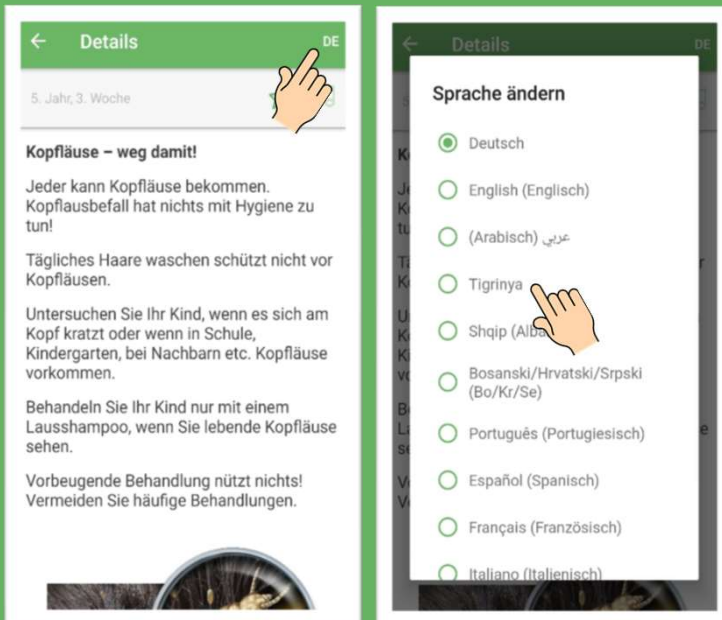 Details
DE
5. Jahr, 3. Woche
Kopfläuse – weg damit!
Jeder kann Kopfläuse bekommen.
Kopflausbefall hat nichts mit Hygiene zu
tun!
Tägliches Haare waschen schützt nicht vor
Kopfläusen.
Untersuchen Sie Ihr Kind, wenn es sich am
Kopf kratzt oder wenn in Schule,
Kindergarten, bei Nachbarn etc. Kopfläuse
vorkommen.
Behandeln Sie Ihr Kind nur mit einem
Lausshampoo, wenn Sie lebende Kopfläuse
sehen.
Vorbeugende Behandlung nützt nichts!
Vermeiden Sie häufige Behandlungen.
Details
DE
Sprache ändern
Deutsch
English (Englisch)
عربي (Arabisch)
Tigrinya
Shqip
Bosanski/Hrvatski/Srpski
(Bo/Kr/Se)
Português (Portugiesisch)
Español (Spanisch)
Français (Französisch)
Italiano (Italienisch)